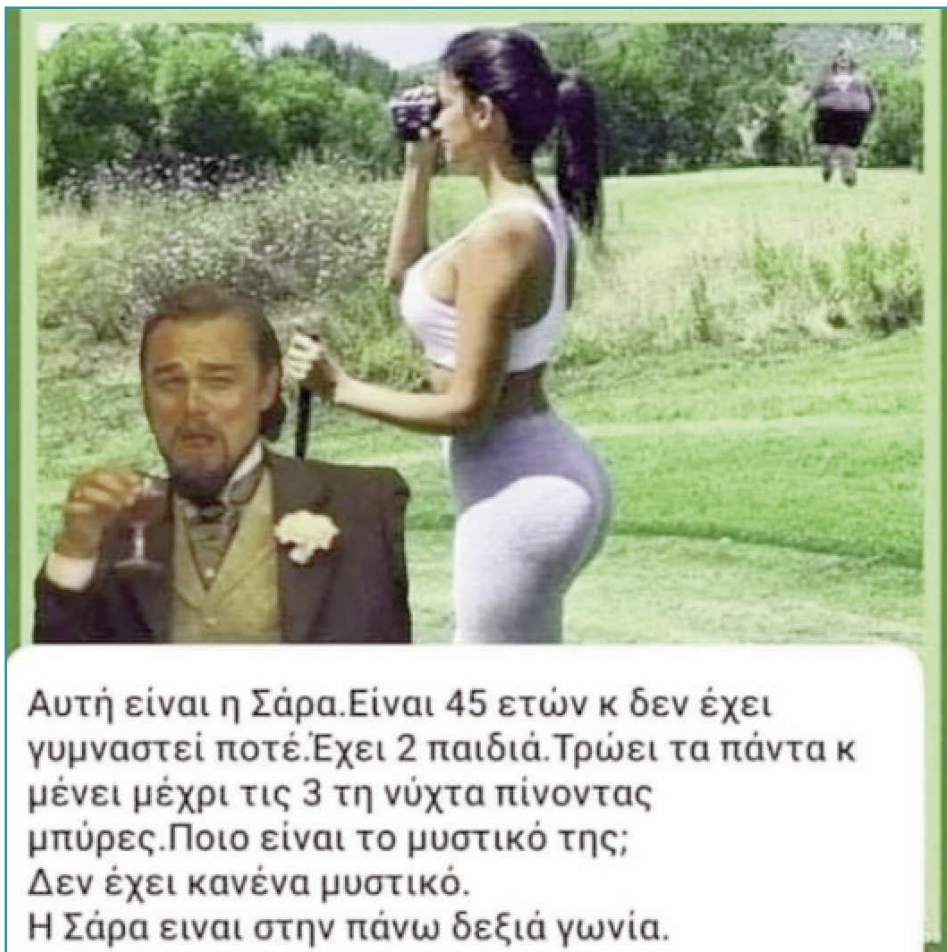 Αυτή είναι η Σάρα.Είναι 45 ετών κ δεν έχει
γυμναστεί ποτέ.Έχει 2 παιδιά.Τρώει τα πάντα κ
μένει μέχρι τις 3 τη νύχτα πίνοντας
μπύρες.Ποιο είναι το μυστικό της;
Δεν έχει κανένα μυστικό.
Η Σάρα ειναι στην πάνω δεξιά γωνία.